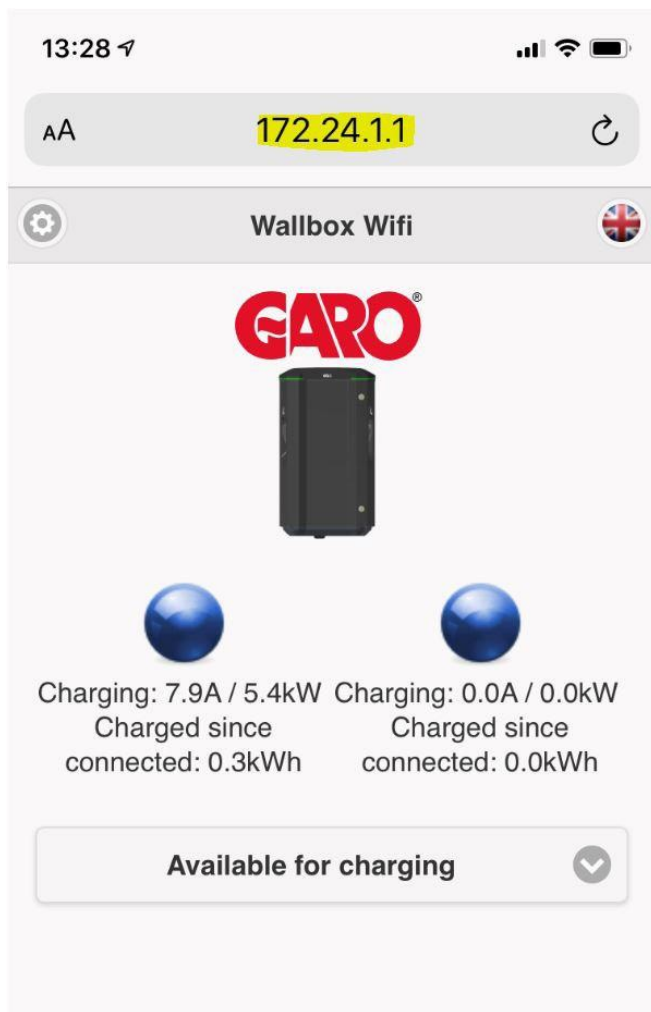 13:28
AA 172.24.1.1
Wallbox Wifi
GARO®
Charging: 7.9A / 5.4kW
Charged since
connected: 0.3kWh
Charging: 0.0A / 0.0kW
Charged since
connected: 0.0kWh
Available for charging